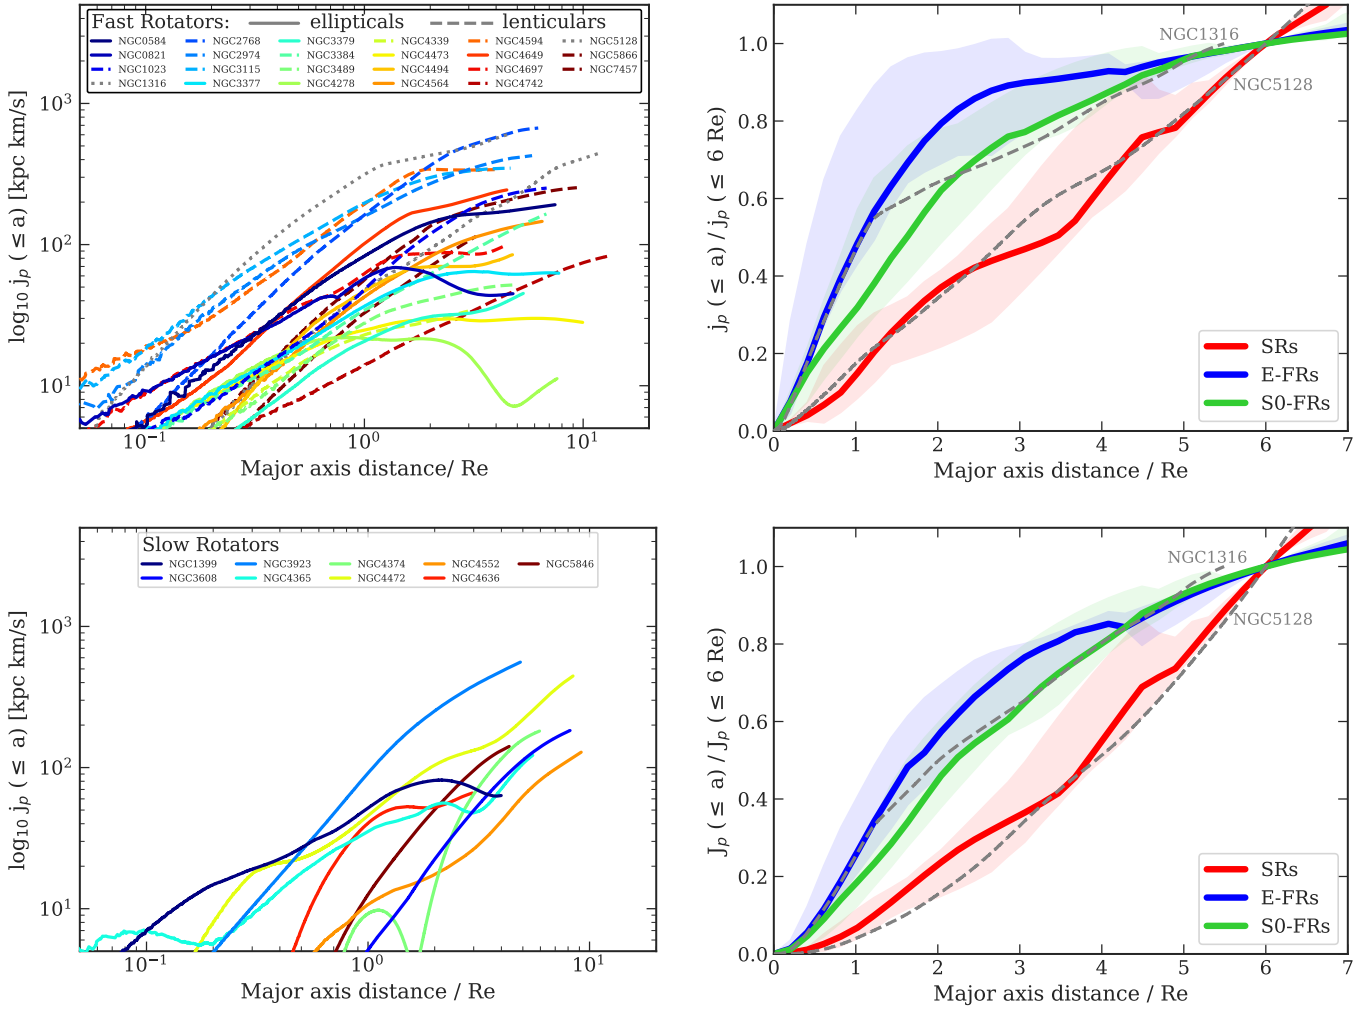 Fast Rotators: ellipticals lenticulars
NGC0584 NGC2768 NGC3379 NGC4339 NGC4594 NGC5128
NGC0821 NGC2974 NGC3384 NGC4473 NGC4649 NGC5866
NGC1023 NGC3115 NGC3489 NGC4494 NGC4697 NGC7457
NGC1316 NGC3377 NGC4278 NGC4564 NGC4742
10³
10²
10¹
log₁₀ jₚ ( ≤ a) [kpc km/s]
10⁻¹ 10⁰ 10¹
Major axis distance/ Re
1.0
0.8
0.6
0.4
0.2
0.0
jₚ ( ≤ a) / jₚ ( ≤ 6 Re)
NGC1316
NGC5128
SRs
E-FRs
S0-FRs
0 1 2 3 4 5 6 7
Major axis distance / Re
Slow Rotators
NGC1399 NGC3923 NGC4374 NGC4552 NGC5846
NGC3608 NGC4365 NGC4472 NGC4636
10³
10²
10¹
log₁₀ jₚ ( ≤ a) [kpc km/s]
10⁻¹ 10⁰ 10¹
Major axis distance / Re
1.0
0.8
0.6
0.4
0.2
0.0
Jₚ ( ≤ a) / Jₚ ( ≤ 6 Re)
NGC1316
NGC5128
SRs
E-FRs
S0-FRs
0 1 2 3 4 5 6 7
Major axis distance / Re